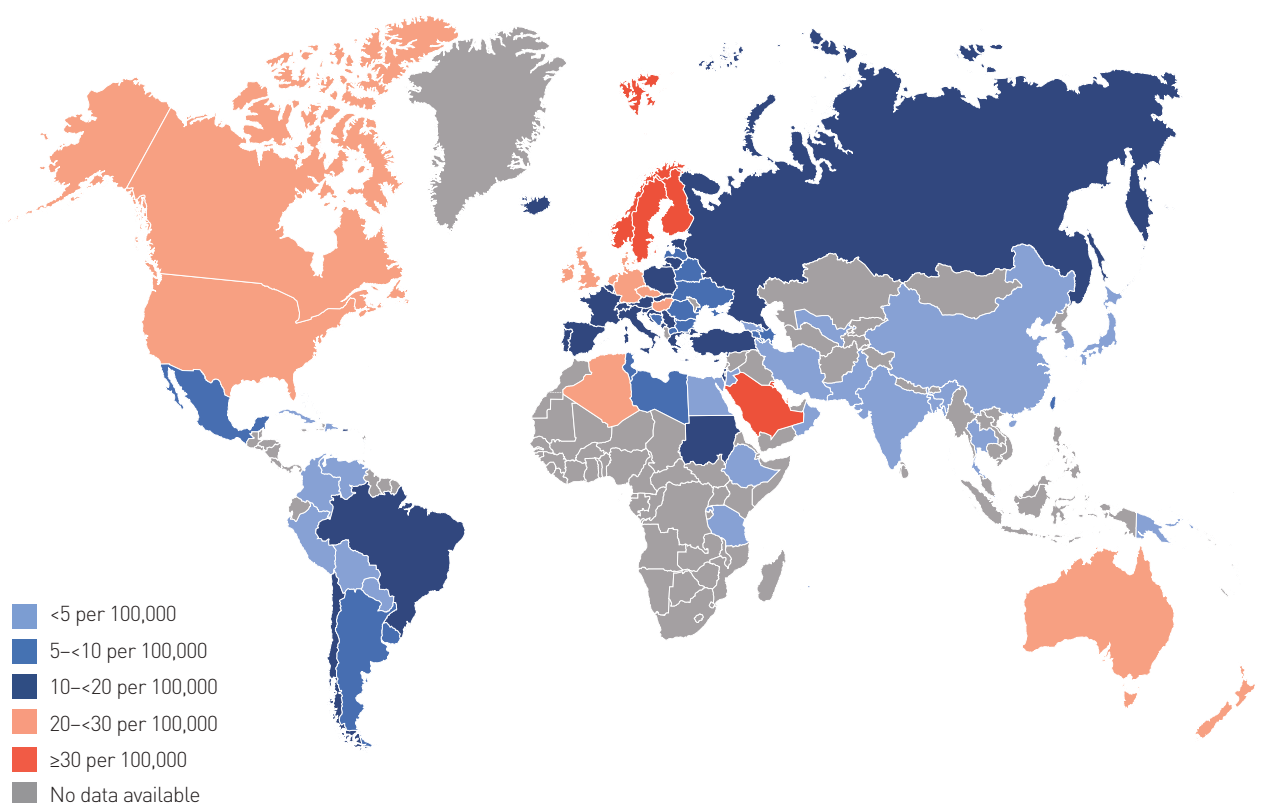 <5 per 100,000
5–<10 per 100,000
10–<20 per 100,000
20–<30 per 100,000
≥30 per 100,000
No data available